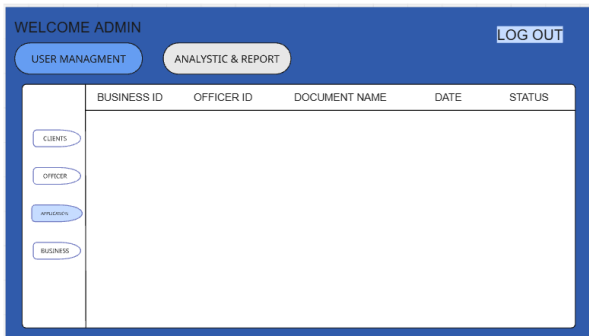 WELCOME ADMIN
LOG OUT
USER MANAGMENT
ANALYSTIC & REPORT
BUSINESS ID OFFICER ID DOCUMENT NAME DATE STATUS
CLIENTS
OFFICER
APPLICATIONS
BUSINESS